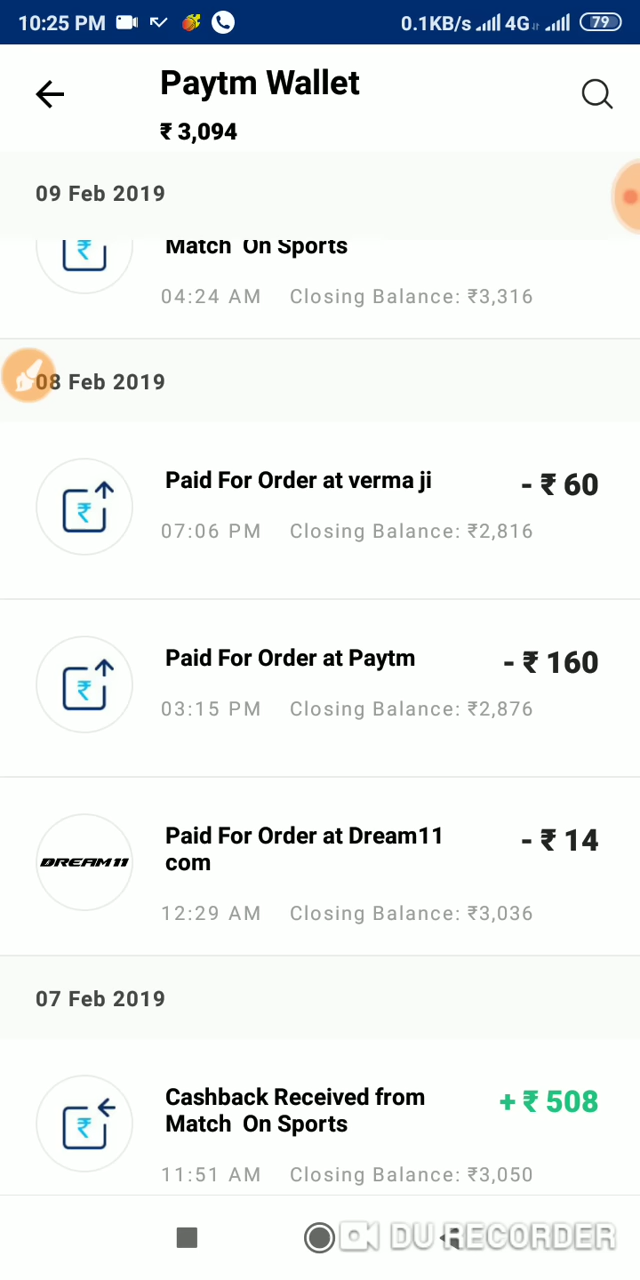 10:25 PM 0.1KB/s 4G 79
Paytm Wallet
₹ 3,094
09 Feb 2019
Match On Sports
04:24 AM Closing Balance: ₹3,316
08 Feb 2019
Paid For Order at verma ji - ₹ 60
07:06 PM Closing Balance: ₹2,816
Paid For Order at Paytm - ₹ 160
03:15 PM Closing Balance: ₹2,876
DREAM11
Paid For Order at Dream11 - ₹ 14
com
12:29 AM Closing Balance: ₹3,036
07 Feb 2019
Cashback Received from + ₹ 508
Match On Sports
11:51 AM Closing Balance: ₹3,050
DU RECORDER